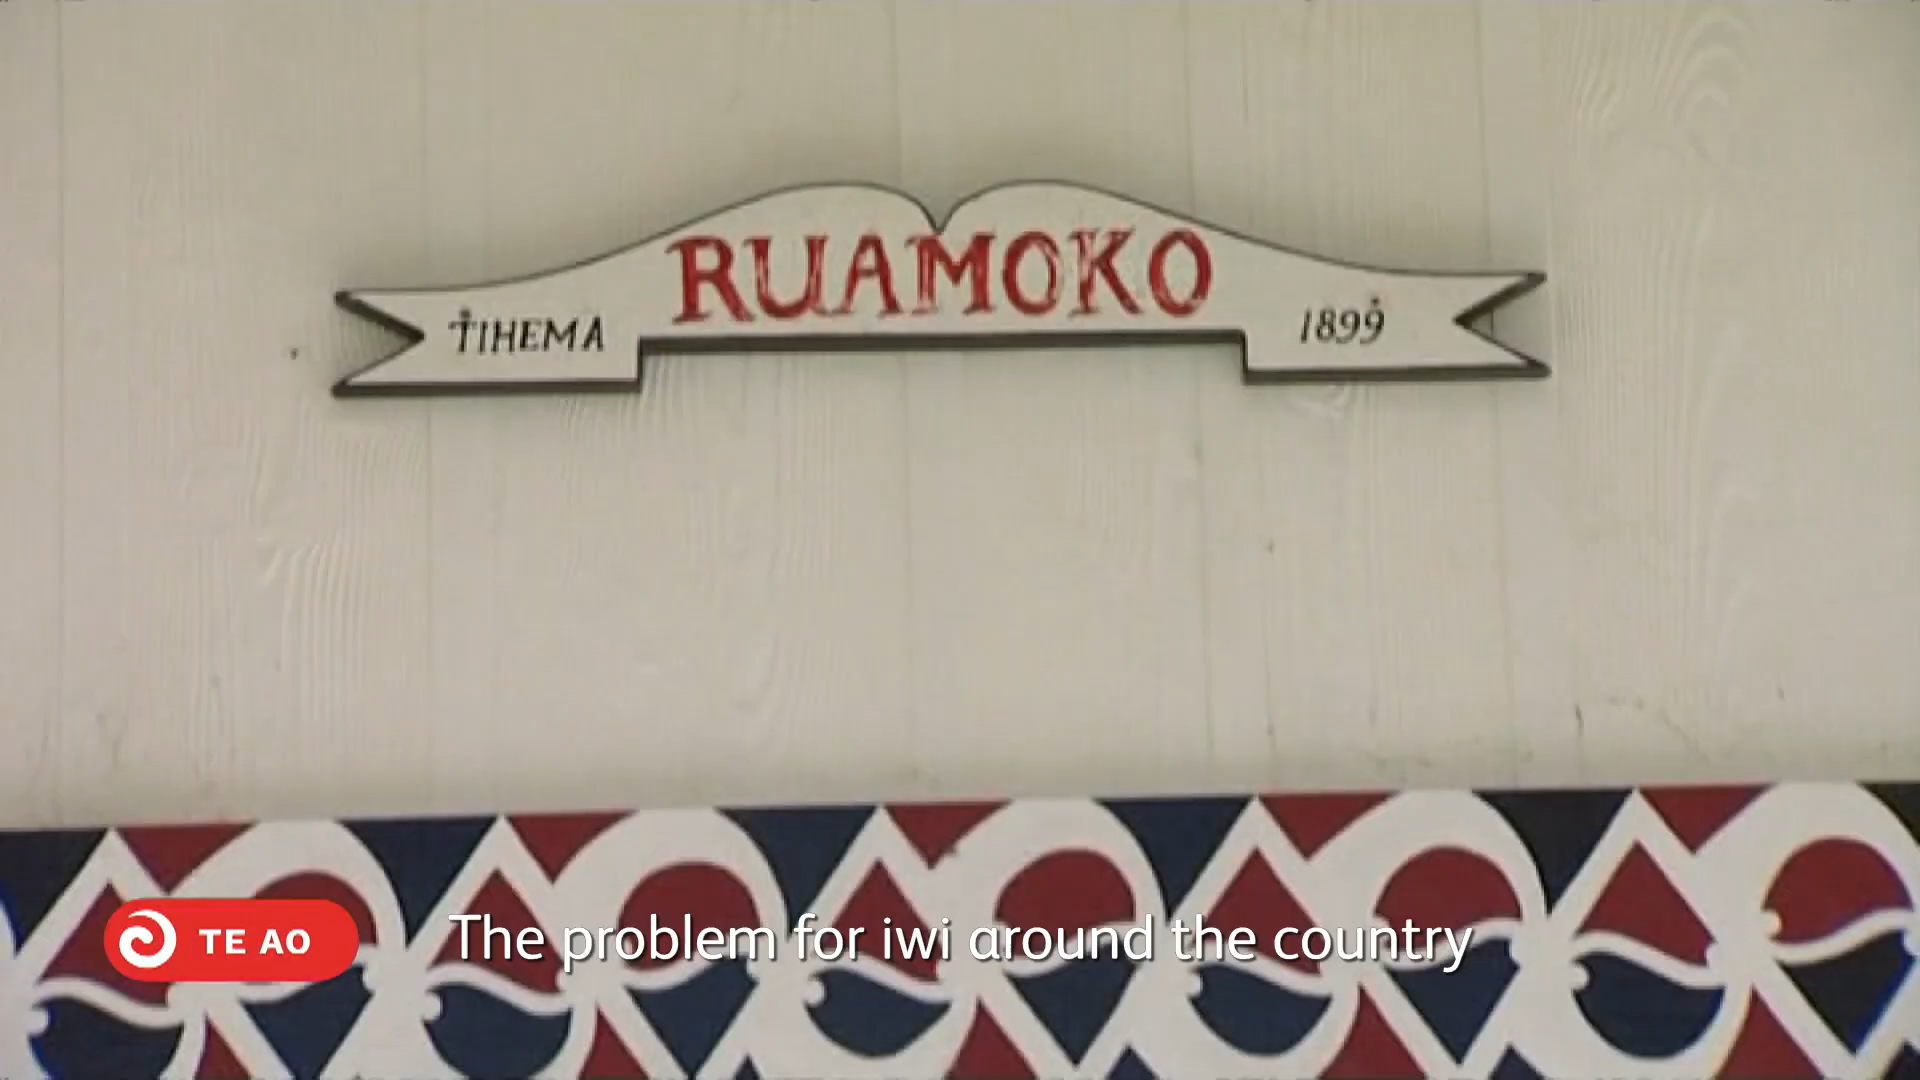 RUAMOKO
TIHEMA 1899
TE AO
The problem for iwi around the country